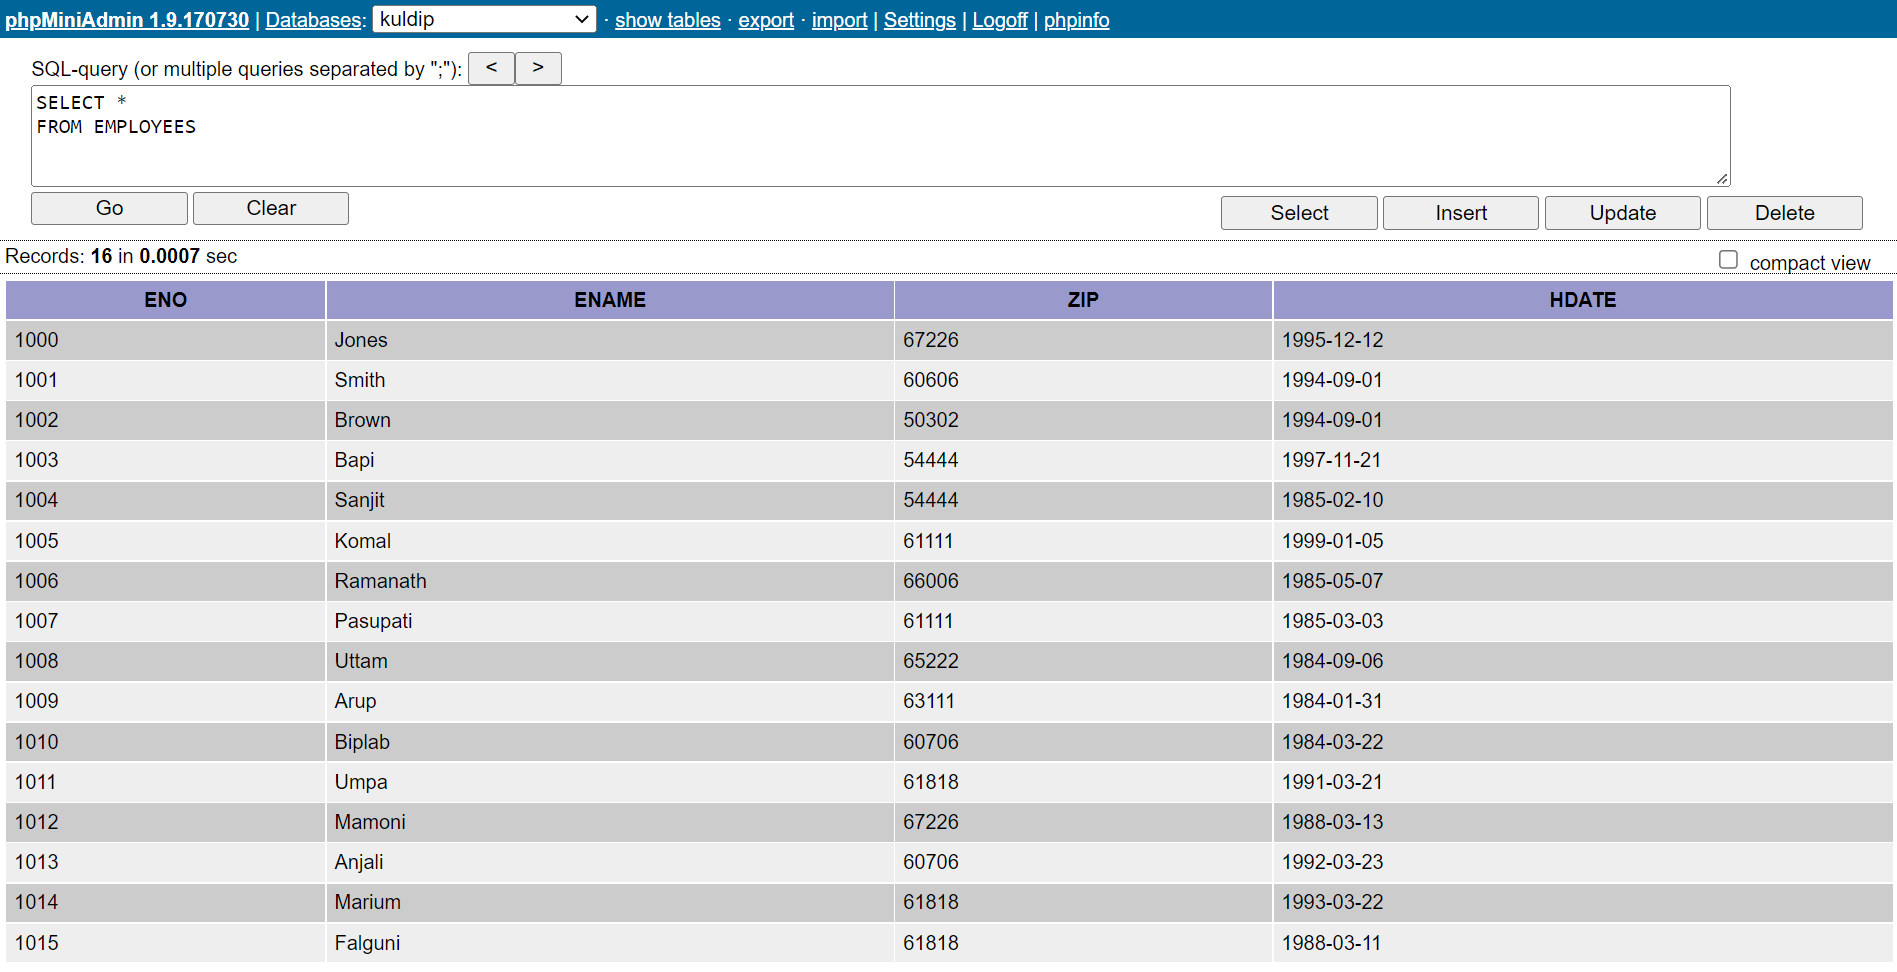 phpMiniAdmin 1.9.170730 | Databases: kuldip · show tables · export · import | Settings | Logoff | phpinfo
SQL-query (or multiple queries separated by ";"): < >
SELECT *
FROM EMPLOYEES
Go Clear Select Insert Update Delete
Records: 16 in 0.0007 sec compact view
ENO ENAME ZIP HDATE
1000 Jones 67226 1995-12-12
1001 Smith 60606 1994-09-01
1002 Brown 50302 1994-09-01
1003 Bapi 54444 1997-11-21
1004 Sanjit 54444 1985-02-10
1005 Komal 61111 1999-01-05
1006 Ramanath 66006 1985-05-07
1007 Pasupati 61111 1985-03-03
1008 Uttam 65222 1984-09-06
1009 Arup 63111 1984-01-31
1010 Biplab 60706 1984-03-22
1011 Umpa 61818 1991-03-21
1012 Mamoni 67226 1988-03-13
1013 Anjali 60706 1992-03-23
1014 Marium 61818 1993-03-22
1015 Falguni 61818 1988-03-11